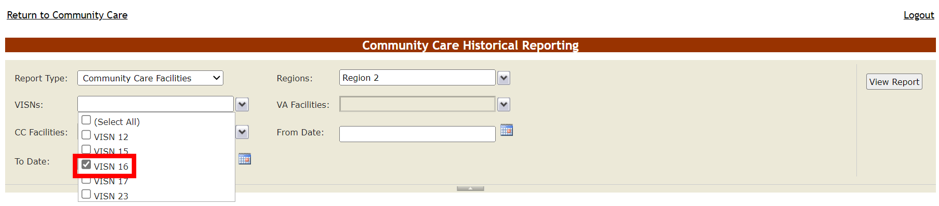 Return to Community Care Logout
Community Care Historical Reporting
Report Type: Community Care Facilities Regions: Region 2 View Report
VISNs: VA Facilities:
(Select All)
CC Facilities: VISN 12 From Date:
VISN 15
To Date: VISN 16
VISN 17
VISN 23